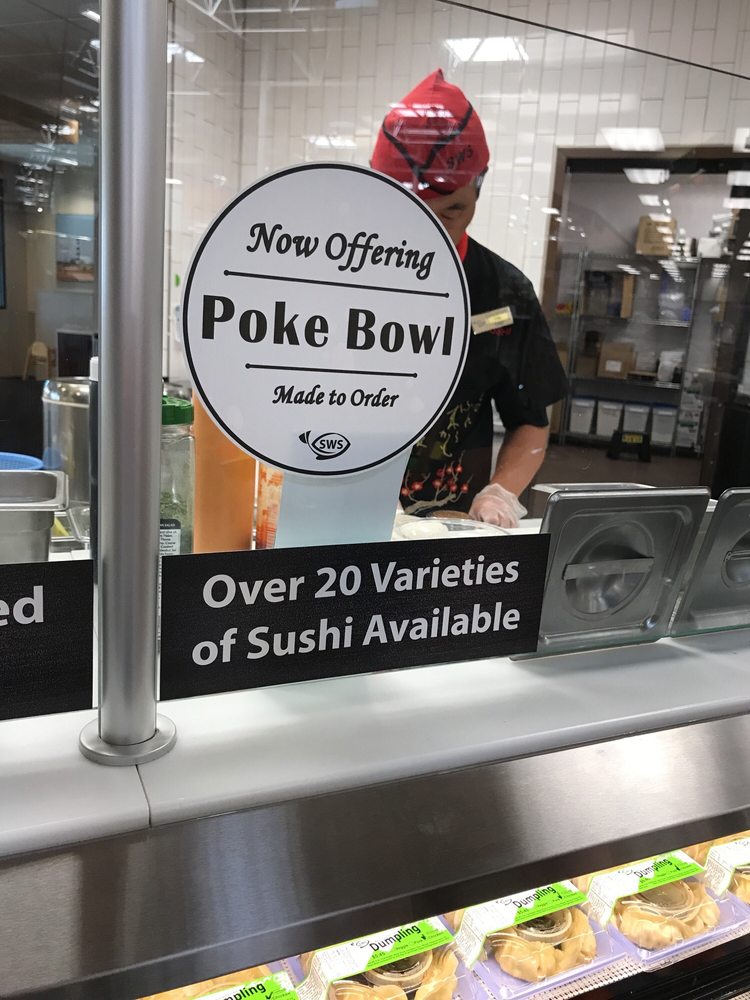 SWS
Now Offering
Poke Bowl
Made to Order
SWS
ed
Over 20 Varieties
of Sushi Available
Dumpling
Dumpling
Dumpling
Dumpling